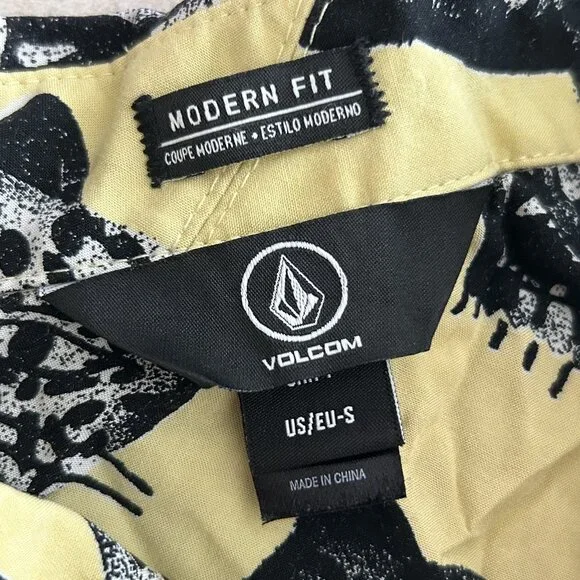 MODERN FIT
COUPE MODERNE • ESTILO MODERNO
VOLCOM
US/EU-S
MADE IN CHINA